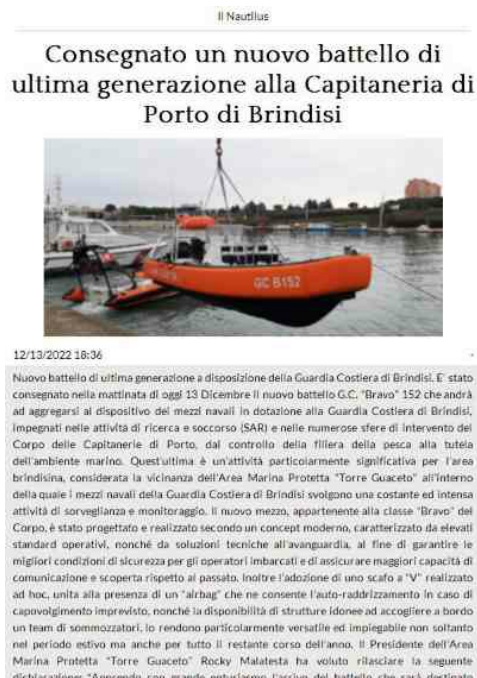 Il Nautilus
Consegnato un nuovo battello di
ultima generazione alla Capitaneria di
Porto di Brindisi
GC B152
12/13/2022 18:36
Nuovo battello di ultima generazione a disposizione della Guardia Costiera di Brindisi. E' stato
consegnato nella mattinata di oggi 13 Dicembre il nuovo battello G.C. "Bravo" 152 che andrà
ad aggregarsi al dispositivo dei mezzi navali in dotazione alla Guardia Costiera di Brindisi,
impegnati nelle attività di ricerca e soccorso (SAR) e nelle numerose sfere di intervento del
Corpo delle Capitanerie di Porto, dal controllo della filiera della pesca alla tutela
dell'ambiente marino. Quest'ultima è un'attività particolarmente significativa per l'area
brindisina, considerata la vicinanza dell'Area Marina Protetta "Torre Guaceto" all'interno
della quale i mezzi navali della Guardia Costiera di Brindisi svolgono una costante ed intensa
attività di sorveglianza e monitoraggio. Il nuovo mezzo, appartenente alla classe "Bravo" del
Corpo, è stato progettato e realizzato secondo un concept moderno, caratterizzato da elevati
standard operativi, nonché da soluzioni tecniche all'avanguardia, al fine di garantire le
migliori condizioni di sicurezza per gli operatori imbarcati e di assicurare maggiori capacità di
comunicazione e scoperta rispetto al passato. Inoltre l'adozione di uno scafo a "V" realizzato
ad hoc, unita alla presenza di un "airbag" che ne consente l'auto-raddrizzamento in caso di
capovolgimento imprevisto, nonché la disponibilità di strutture idonee ad accogliere a bordo
un team di sommozzatori, lo rendono particolarmente versatile ed impiegabile non soltanto
nel periodo estivo ma anche per tutto il restante corso dell'anno. Il Presidente dell'Area
Marina Protetta "Torre Guaceto" Rocky Malatesta ha voluto rilasciare la seguente